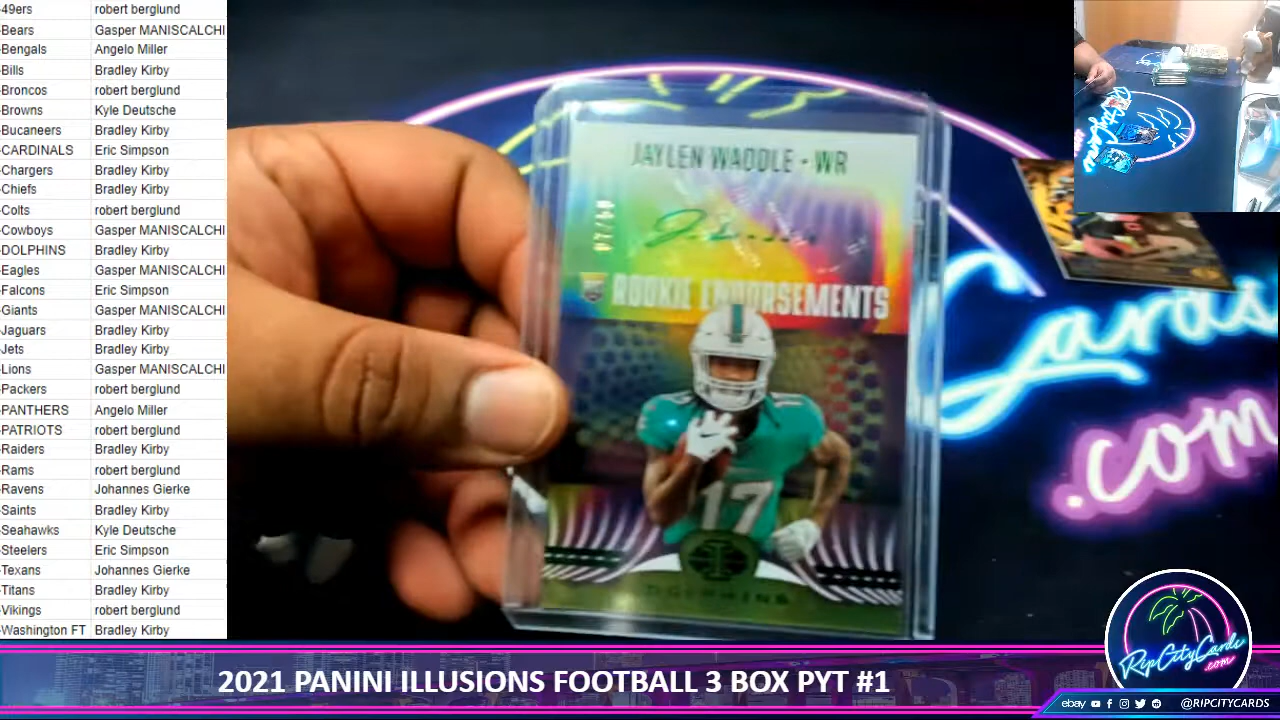 -49ers robert berglund
-Bears Gasper MANISCALCHI
-Bengals Angelo Miller
-Bills Bradley Kirby
-Broncos robert berglund
-Browns Kyle Deutsche
-Bucaneers Bradley Kirby
-CARDINALS Eric Simpson
-Chargers Bradley Kirby
-Chiefs Bradley Kirby
-Colts robert berglund
-Cowboys Gasper MANISCALCHI
-DOLPHINS Bradley Kirby
-Eagles Gasper MANISCALCHI
-Falcons Eric Simpson
-Giants Gasper MANISCALCHI
-Jaguars Bradley Kirby
-Jets Bradley Kirby
-Lions Gasper MANISCALCHI
-Packers robert berglund
-PANTHERS Angelo Miller
-PATRIOTS robert berglund
-Raiders Bradley Kirby
-Rams robert berglund
-Ravens Johannes Gierke
-Saints Bradley Kirby
-Seahawks Kyle Deutsche
-Steelers Eric Simpson
-Texans Johannes Gierke
-Titans Bradley Kirby
-Vikings robert berglund
-Washington FT Bradley Kirby
JAYLEN WADDLE - WR
07/50
ROOKIE ENDORSEMENTS
17
DOLPHINS
Cards
.com
RipCityCards
.com
2021 PANINI ILLUSIONS FOOTBALL 3 BOX PYT #1
ebay @RIPCITYCARDS